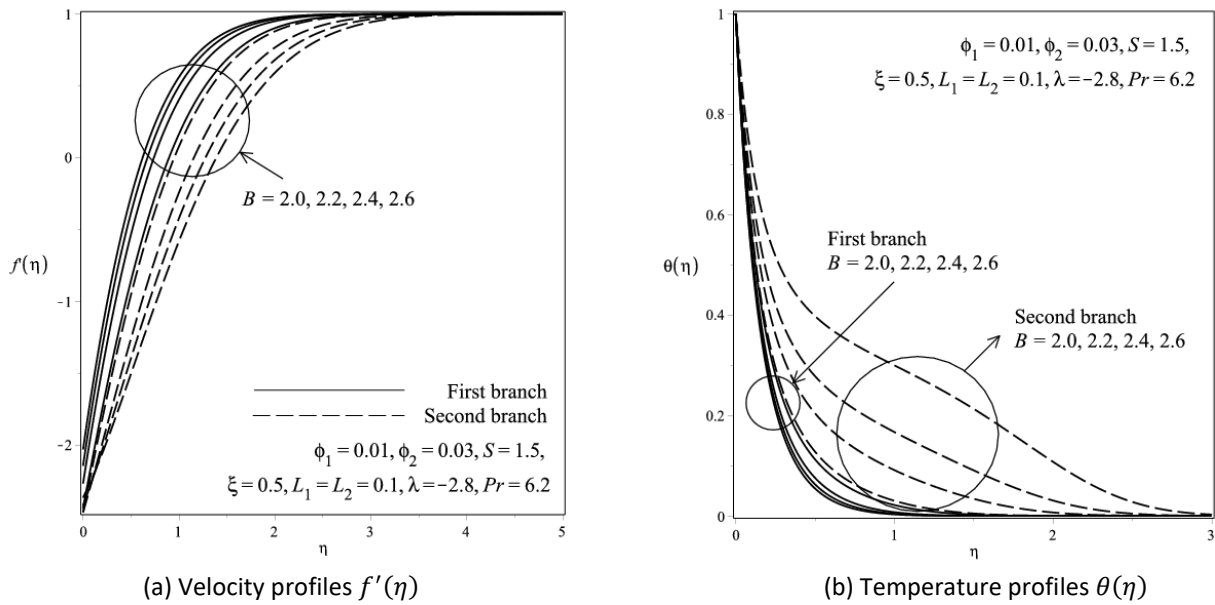 1
0
-1
-2
f'(η)
B = 2.0, 2.2, 2.4, 2.6
First branch
Second branch
ϕ₁ = 0.01, ϕ₂ = 0.03, S = 1.5,
ξ = 0.5, L₁ = L₂ = 0.1, λ = −2.8, Pr = 6.2
0 1 2 3 4 5
η
(a) Velocity profiles f′(η)
1
0.8
0.6
0.4
0.2
0
θ(η)
ϕ₁ = 0.01, ϕ₂ = 0.03, S = 1.5,
ξ = 0.5, L₁ = L₂ = 0.1, λ = −2.8, Pr = 6.2
First branch
B = 2.0, 2.2, 2.4, 2.6
Second branch
B = 2.0, 2.2, 2.4, 2.6
0 1 2 3
η
(b) Temperature profiles θ(η)